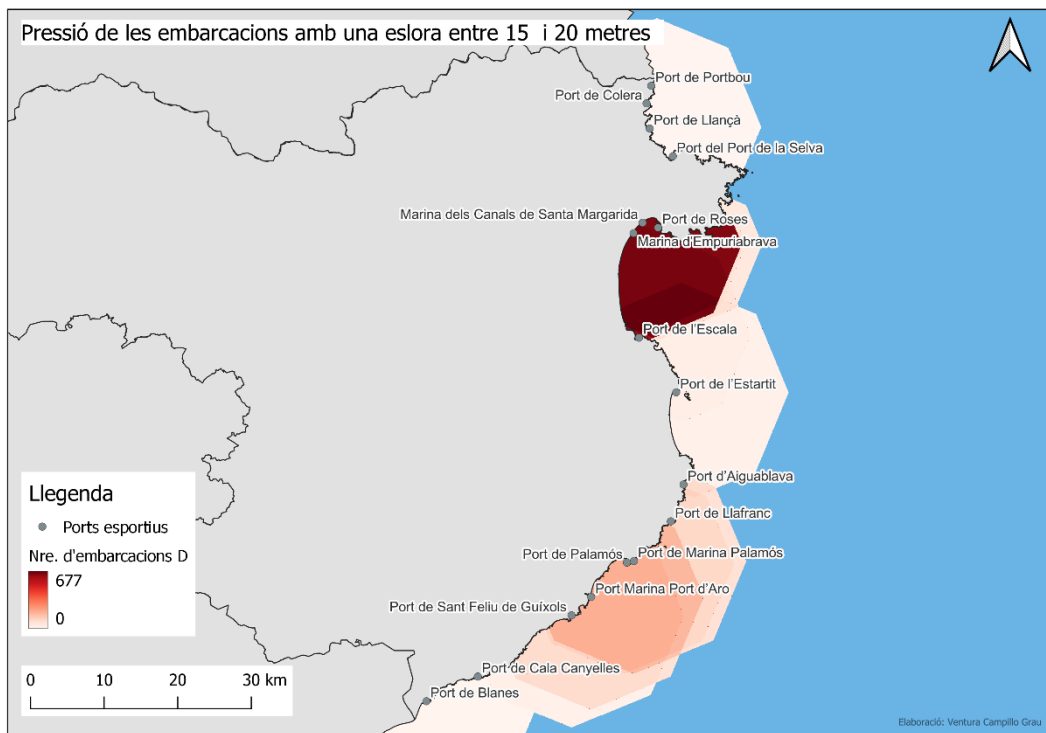 Pressió de les embarcacions amb una eslora entre 15 i 20 metres
Port de Portbou
Port de Colera
Port de Llançà
Port del Port de la Selva
Marina dels Canals de Santa Margarida
Port de Roses
Marina d'Empuriabrava
Port de l'Escala
Port de l'Estartit
Port d'Aiguablava
Port de Llafranc
Port de Palamós
Port de Marina Palamós
Port Marina Port d'Aro
Port de Sant Feliu de Guíxols
Port de Cala Canyelles
Port de Blanes
Llegenda
Ports esportius
Nre. d'embarcacions D
677
0
0 10 20 30 km
Elaboració: Ventura Campillo Grau